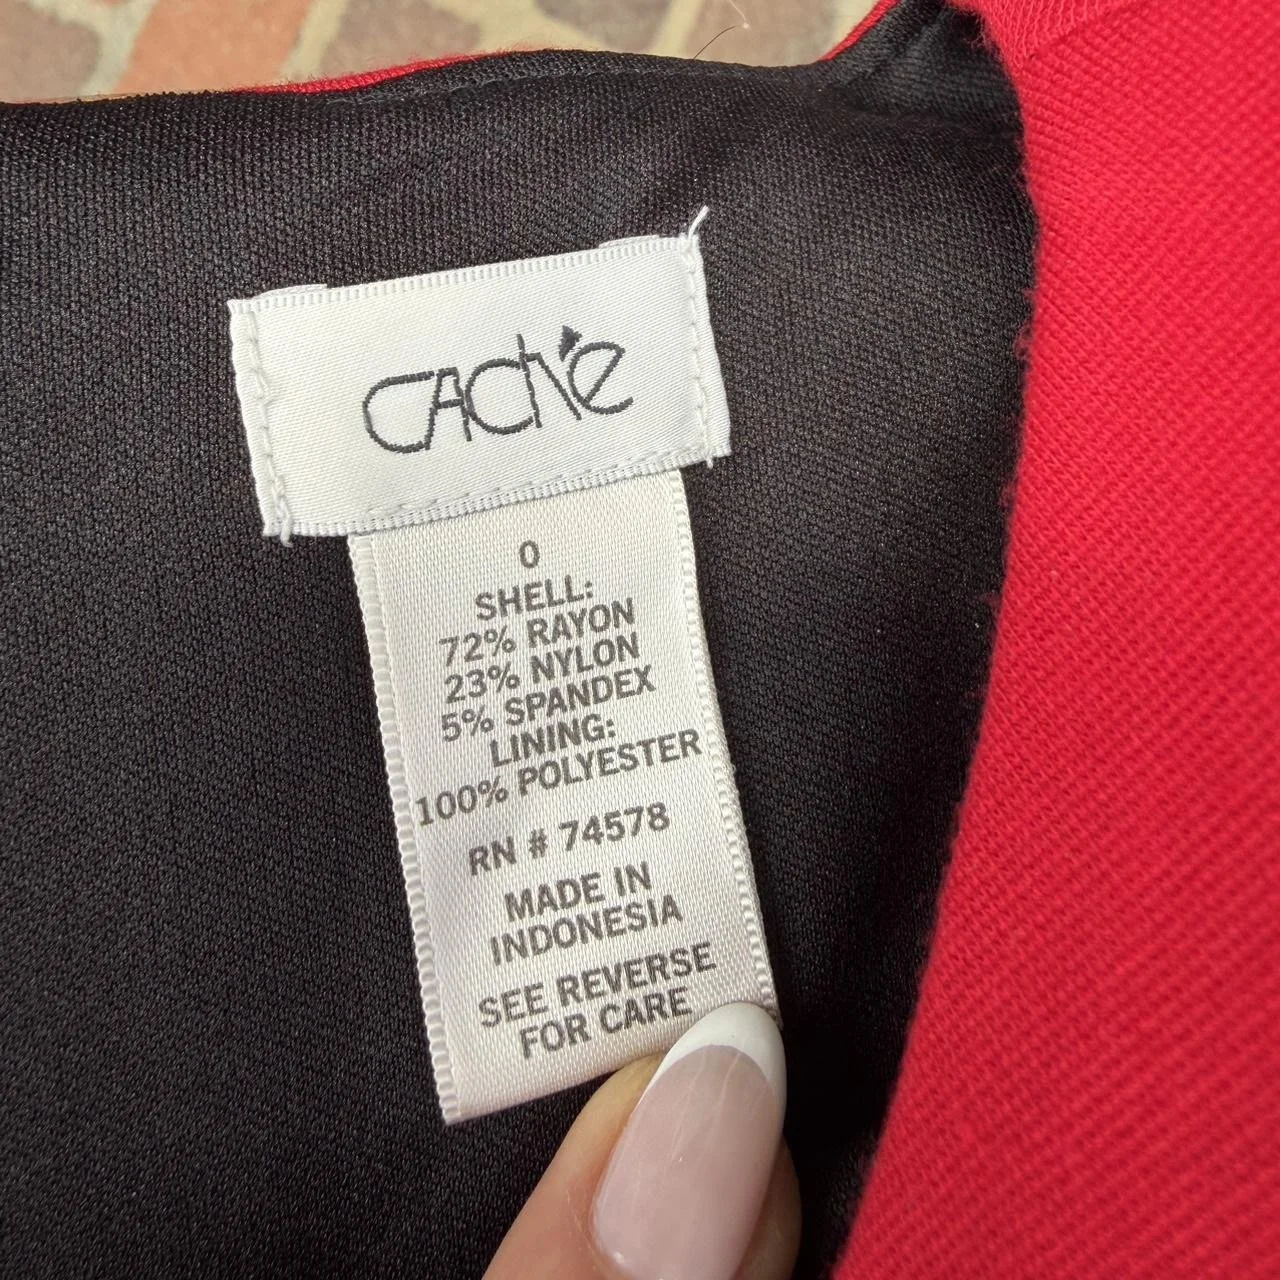 CACHÉ
0
SHELL:
72% RAYON
23% NYLON
5% SPANDEX
LINING:
100% POLYESTER
RN # 74578
MADE IN
INDONESIA
SEE REVERSE
FOR CARE